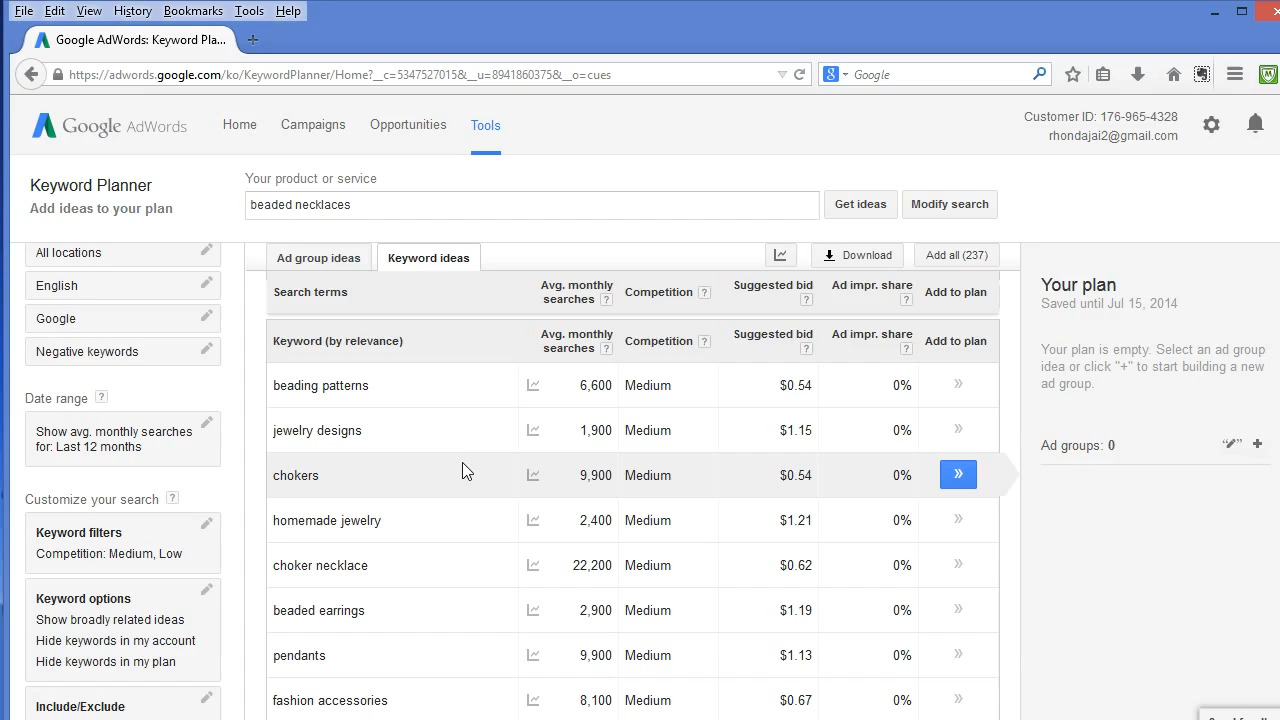 File Edit View History Bookmarks Tools Help
Google AdWords: Keyword Pla...
https://adwords.google.com/ko/KeywordPlanner/Home?__c=5347527015&__u=8941860375&__o=cues
Google
Google AdWords Home Campaigns Opportunities Tools
Customer ID: 176-965-4328
rhondajai2@gmail.com
Keyword Planner
Add ideas to your plan
Your product or service
beaded necklaces
Get ideas Modify search
All locations
English
Google
Negative keywords
Date range ?
Show avg. monthly searches
for: Last 12 months
Customize your search ?
Keyword filters
Competition: Medium, Low
Keyword options
Show broadly related ideas
Hide keywords in my account
Hide keywords in my plan
Include/Exclude
Ad group ideas Keyword ideas Download Add all (237)
Search terms Avg. monthly searches ? Competition ? Suggested bid ? Ad impr. share ? Add to plan
Keyword (by relevance) Avg. monthly searches ? Competition ? Suggested bid ? Ad impr. share ? Add to plan
beading patterns 6,600 Medium $0.54 0% »
jewelry designs 1,900 Medium $1.15 0% »
chokers 9,900 Medium $0.54 0% »
homemade jewelry 2,400 Medium $1.21 0% »
choker necklace 22,200 Medium $0.62 0% »
beaded earrings 2,900 Medium $1.19 0% »
pendants 9,900 Medium $1.13 0% »
fashion accessories 8,100 Medium $0.67 0% »
Your plan
Saved until Jul 15, 2014
Your plan is empty. Select an ad group
idea or click "+" to start building a new
ad group.
Ad groups: 0